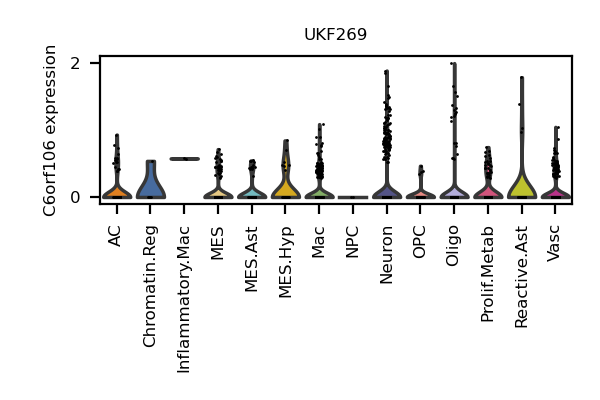 UKF269
C6orf106 expression
2
0
AC
Chromatin.Reg
Inflammatory.Mac
MES
MES.Ast
MES.Hyp
Mac
NPC
Neuron
OPC
Oligo
Prolif.Metab
Reactive.Ast
Vasc